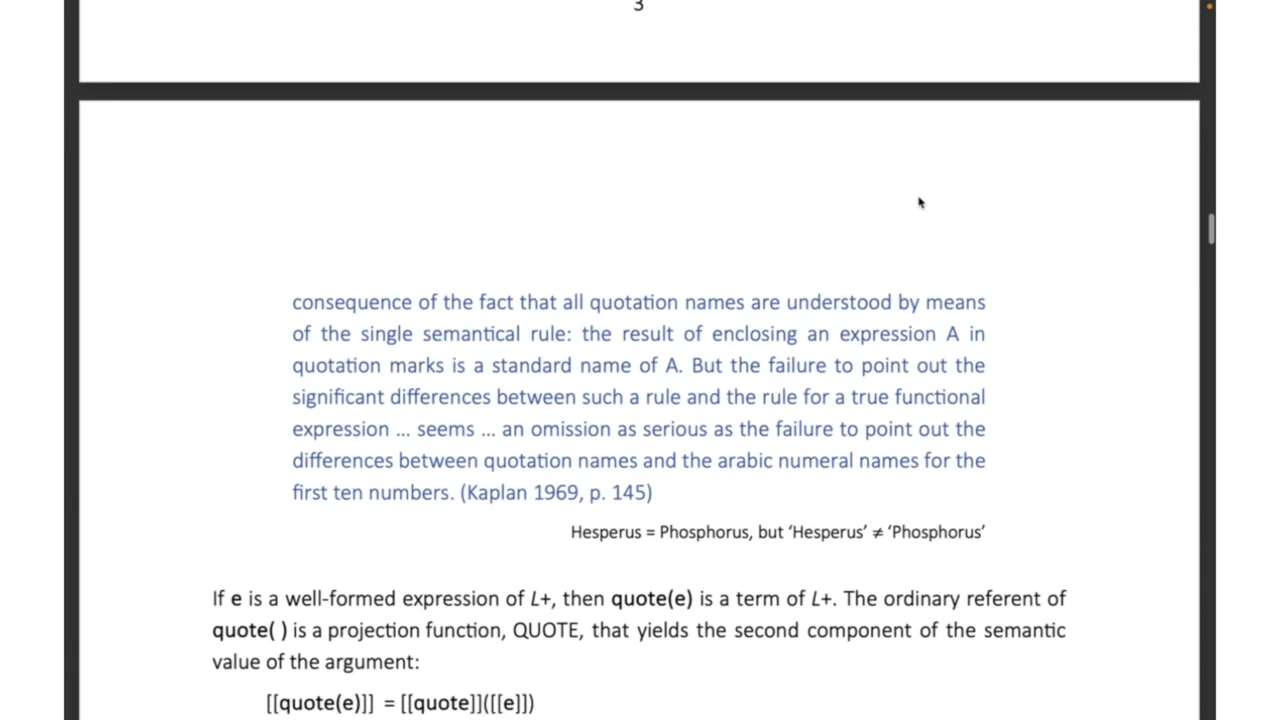 3
consequence of the fact that all quotation names are understood by means
of the single semantical rule: the result of enclosing an expression A in
quotation marks is a standard name of A. But the failure to point out the
significant differences between such a rule and the rule for a true functional
expression ... seems ... an omission as serious as the failure to point out the
differences between quotation names and the arabic numeral names for the
first ten numbers. (Kaplan 1969, p. 145)
Hesperus = Phosphorus, but ‘Hesperus’ ≠ ‘Phosphorus’
If e is a well-formed expression of L+, then quote(e) is a term of L+. The ordinary referent of
quote( ) is a projection function, QUOTE, that yields the second component of the semantic
value of the argument:
[[quote(e)]] = [[quote]]([[e]])